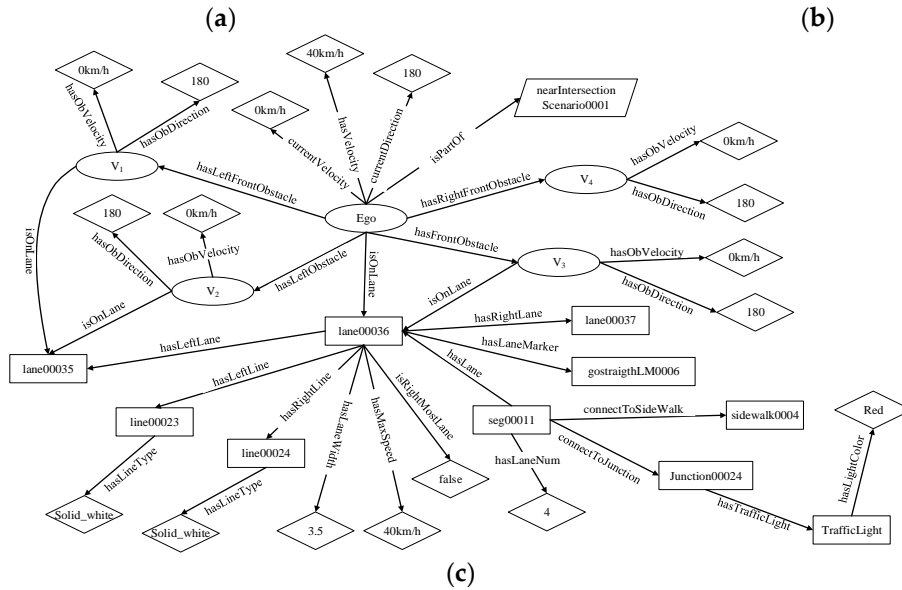 (a)
(b)
0km/h
180
40km/h
180
0km/h
nearIntersection
Scenario0001
hasObVelocity
hasObDirection
currentVelocity
hasVelocity
currentDirection
isPartOf
V1
hasLeftFrontObstacle
Ego
hasRightFrontObstacle
V4
hasObVelocity
0km/h
hasObDirection
180
180
0km/h
hasObDirection
hasObVelocity
V2
hasLeftObstacle
isOnLane
isOnLane
isOnLane
hasFrontObstacle
V3
hasObVelocity
0km/h
hasObDirection
180
isOnLane
lane00035
hasLeftLane
lane00036
hasRightLane
lane00037
hasLaneMarker
gostraigthLM0006
hasLane
hasLeftLine
line00023
hasLineType
Solid_white
hasRightLine
line00024
hasLineType
Solid_white
hasLaneWidth
3.5
hasMaxSpeed
40km/h
isRightMostLane
false
seg00011
hasLaneNum
4
connectToSideWalk
sidewalk0004
connectToJunction
Junction00024
hasTrafficLight
TrafficLight
hasLightColor
Red
(c)